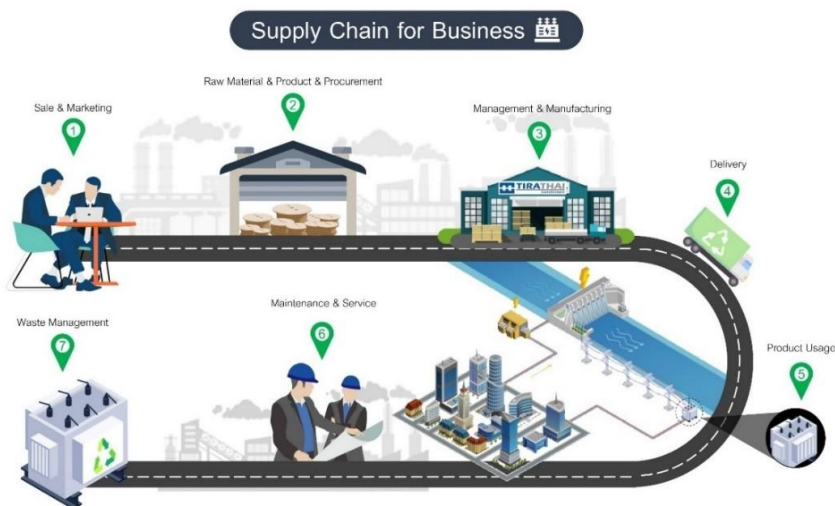 Supply Chain for Business
Sale & Marketing
1
Raw Material & Product & Procurement
2
Management & Manufacturing
3
TIRATHAI
Delivery
4
Product Usage
5
Maintenance & Service
6
Waste Management
7